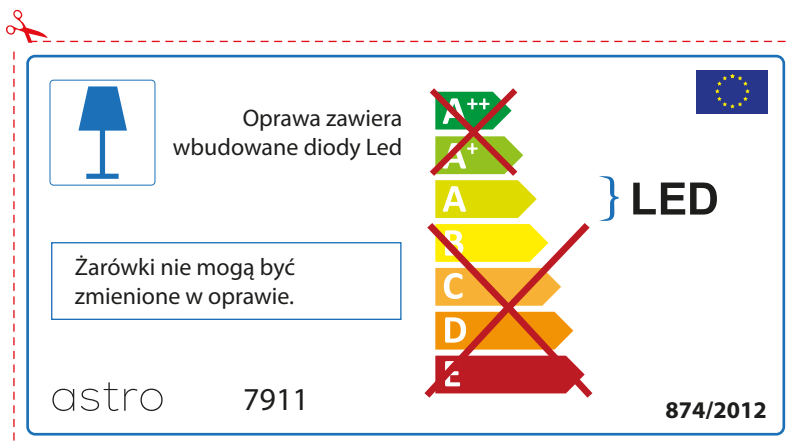 Oprawa zawiera
wbudowane diody Led
A++
A+
A
B
C
D
E
LED
Żarówki nie mogą być
zmienione w oprawie.
astro
7911
874/2012